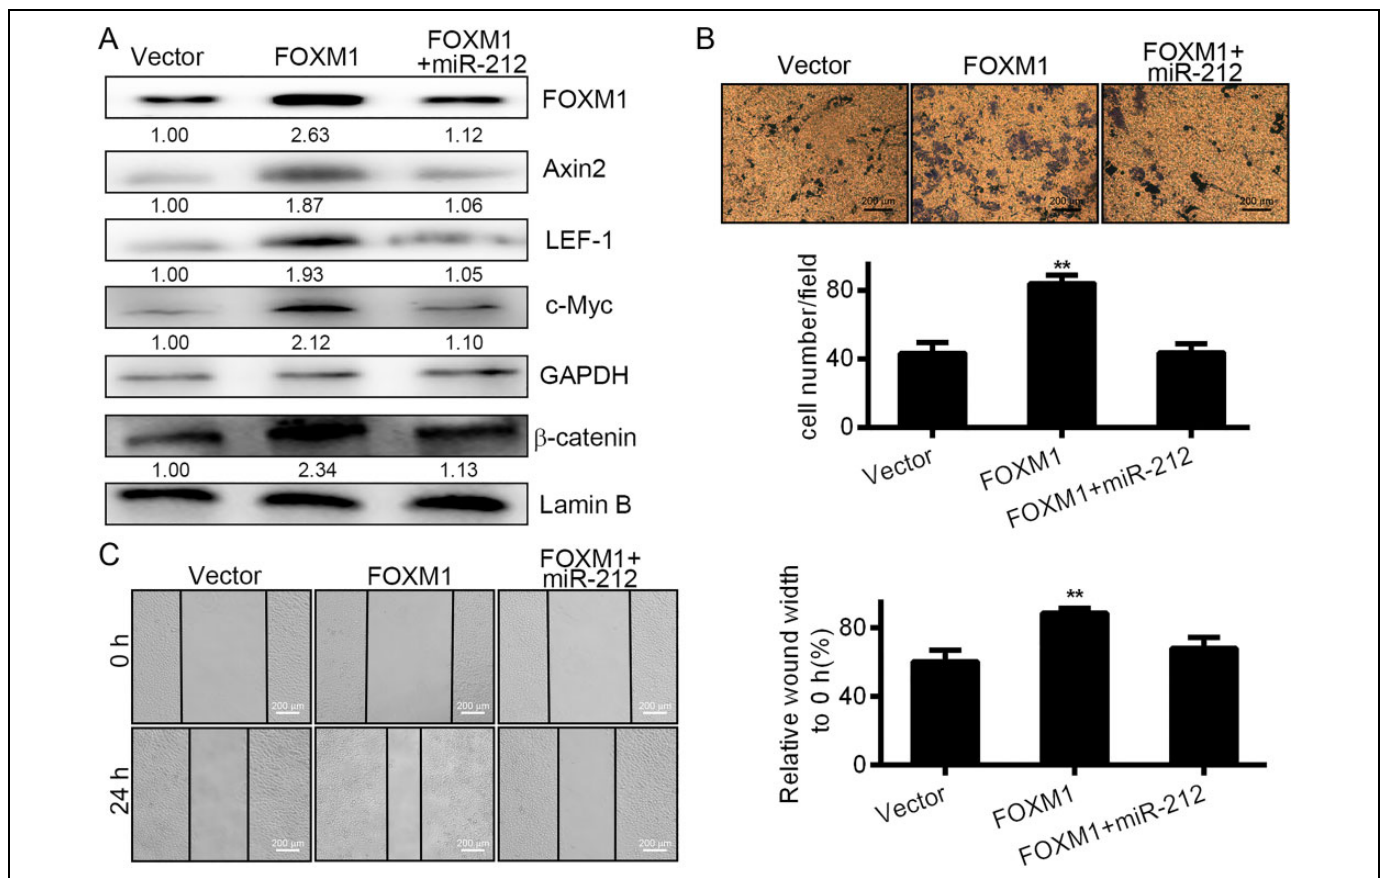 A
Vector
FOXM1
FOXM1
+miR-212
FOXM1
1.00 2.63 1.12
Axin2
1.00 1.87 1.06
LEF-1
1.00 1.93 1.05
c-Myc
1.00 2.12 1.10
GAPDH
β-catenin
1.00 2.34 1.13
Lamin B
B
Vector
FOXM1
FOXM1+
miR-212
200 μm
200 μm
200 μm
cell number/field
80
40
0
**
Vector
FOXM1
FOXM1+miR-212
C
Vector
FOXM1
FOXM1+
miR-212
0 h
200 μm
200 μm
200 μm
24 h
200 μm
200 μm
200 μm
Relative wound width
to 0 h(%)
80
40
0
**
Vector
FOXM1
FOXM1+miR-212